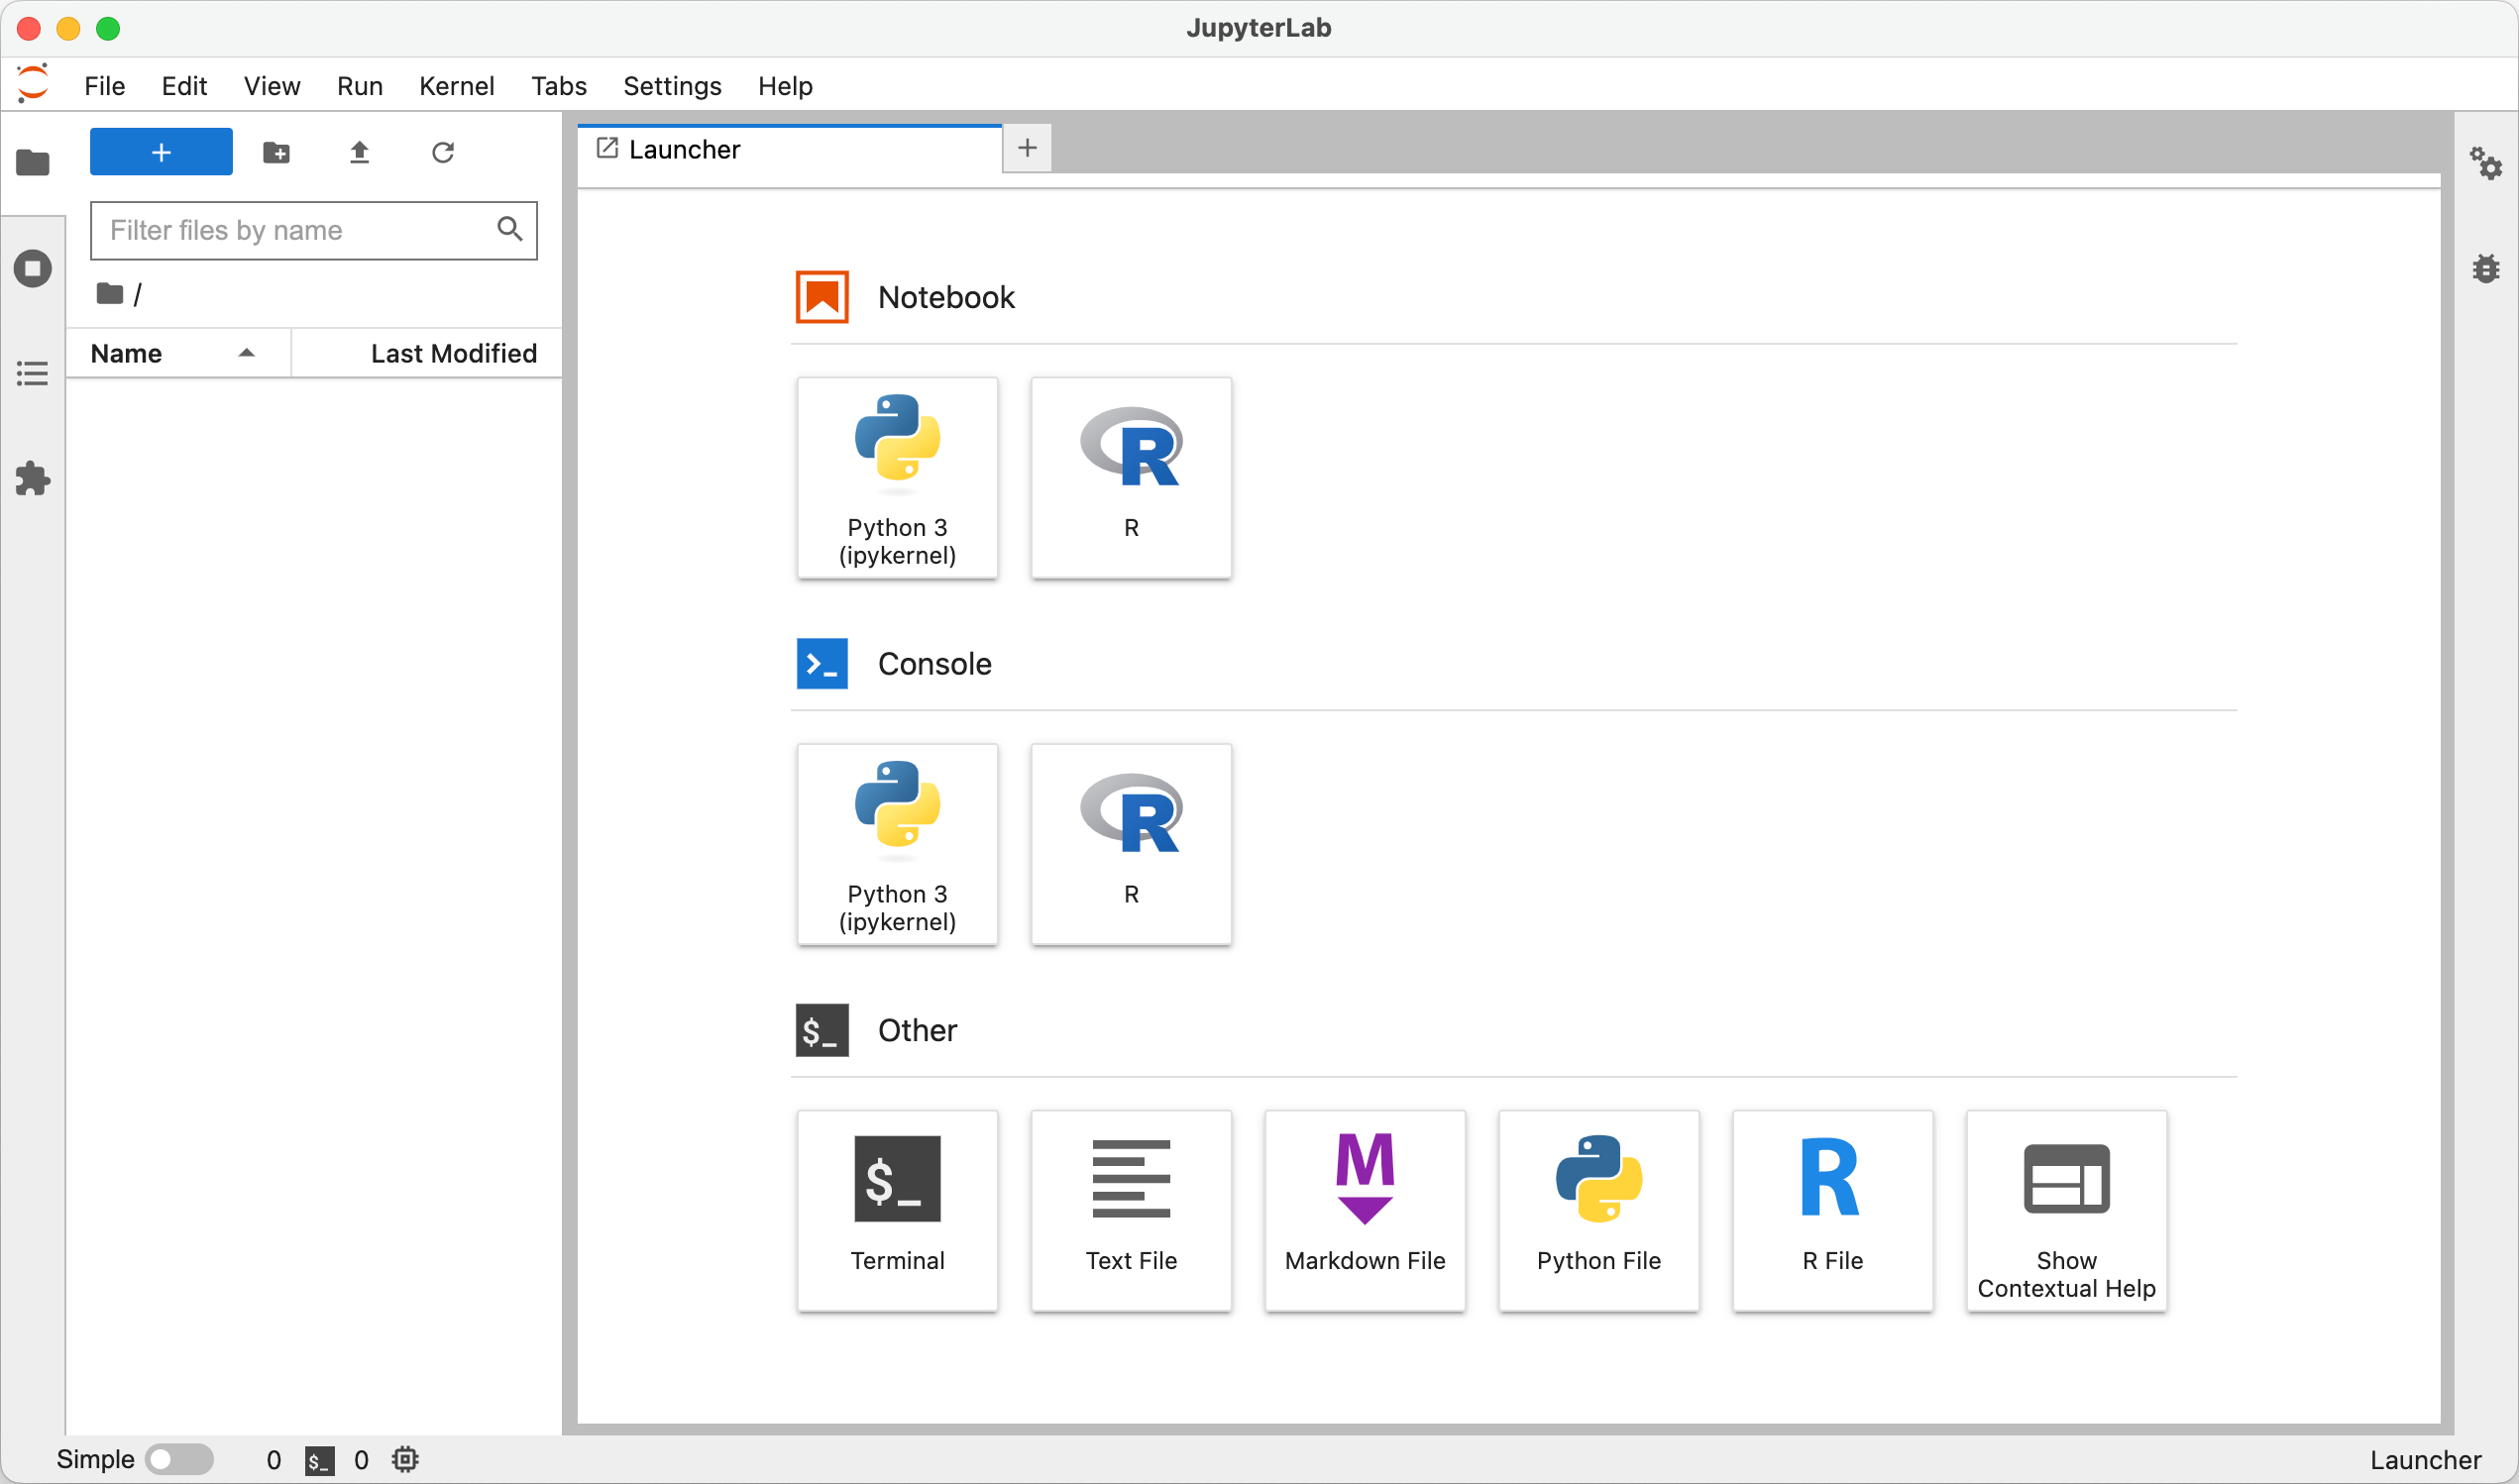 JupyterLab
File Edit View Run Kernel Tabs Settings Help
Launcher
Filter files by name
/
Name Last Modified
Notebook
Python 3
(ipykernel)
R
Console
Python 3
(ipykernel)
R
$_ Other
$_
Terminal
Text File
M
Markdown File
Python File
R
R File
Show
Contextual Help
Simple 0 $_ 0 Launcher